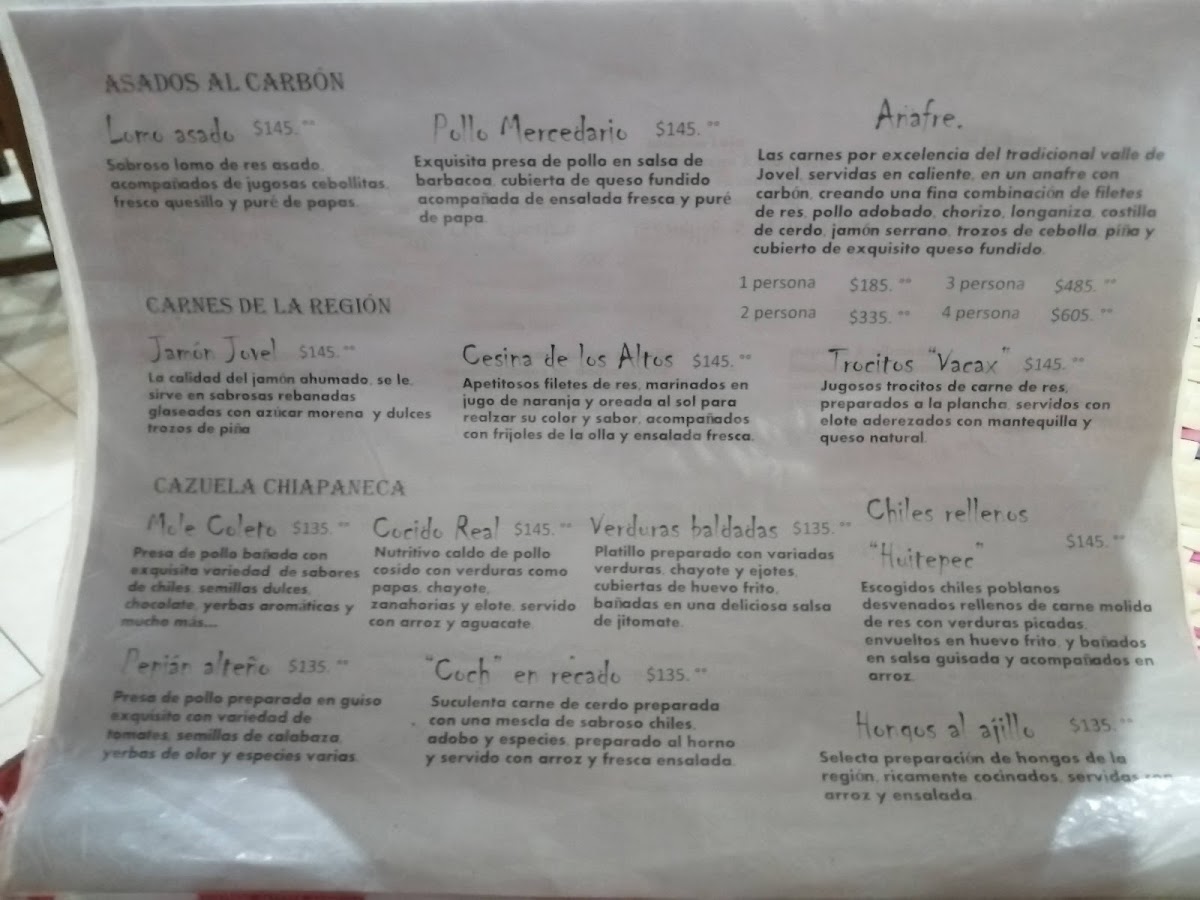 ASADOS AL CARBÓN
Lomo asado $145.°°
Sabroso lomo de res asado,
acompañados de jugosas cebollitas,
fresco quesillo y puré de papas.
Pollo Mercedario $145.°°
Exquisita presa de pollo en salsa de
barbacoa, cubierta de queso fundido
acompañada de ensalada fresca y puré
de papa.
Anafre.
Las carnes por excelencia del tradicional valle de
Jovel, servidas en caliente, en un anafre con
carbón, creando una fina combinación de filetes
de res, pollo adobado, chorizo, longaniza, costilla
de cerdo, jamón serrano, trozos de cebolla, piña y
cubierto de exquisito queso fundido.
1 persona $185.°° 3 persona $485.°°
2 persona $335.°° 4 persona $605.°°
CARNES DE LA REGIÓN
Jamón Jovel $145.°°
La calidad del jamón ahumado, se le,
sirve en sabrosas rebanadas
glaseadas con azúcar morena y dulces
trozos de piña
Cesina de los Altos $145.°°
Apetitosos filetes de res, marinados en
jugo de naranja y oreada al sol para
realzar su color y sabor, acompañados
con frijoles de la olla y ensalada fresca.
Trocitos "Vacax" $145.°°
Jugosos trocitos de carne de res,
preparados a la plancha, servidos con
elote aderezados con mantequilla y
queso natural.
CAZUELA CHIAPANECA
Mole Coleto $135.°°
Presa de pollo bañada con
exquisita variedad de sabores
de chiles, semillas dulces,
chocolate, yerbas aromáticas y
mucho más...
Cocido Real $145.°°
Nutritivo caldo de pollo
cosido con verduras como
papas, chayote,
zanahorias y elote, servido
con arroz y aguacate.
Verduras baldadas $135.°°
Platillo preparado con variadas
verduras, chayote y ejotes,
cubiertas de huevo frito,
bañadas en una deliciosa salsa
de jitomate.
Chiles rellenos
"Huitepec" $145.°°
Escogidos chiles poblanos
desvenados rellenos de carne molida
de res con verduras picadas,
envueltos en huevo frito, y bañados
en salsa guisada y acompañados en
arroz.
Pepián alteño $135.°°
Presa de pollo preparada en guiso
exquisito con variedad de
tomates, semillas de calabaza,
yerbas de olor y especies varias.
"Coch" en recado $135.°°
Suculenta carne de cerdo preparada
con una mescla de sabroso chiles,
adobo y especies, preparado al horno
y servido con arroz y fresca ensalada.
Hongos al ajillo $135.°°
Selecta preparación de hongos de la
región, ricamente cocinados, servidas con
arroz y ensalada.